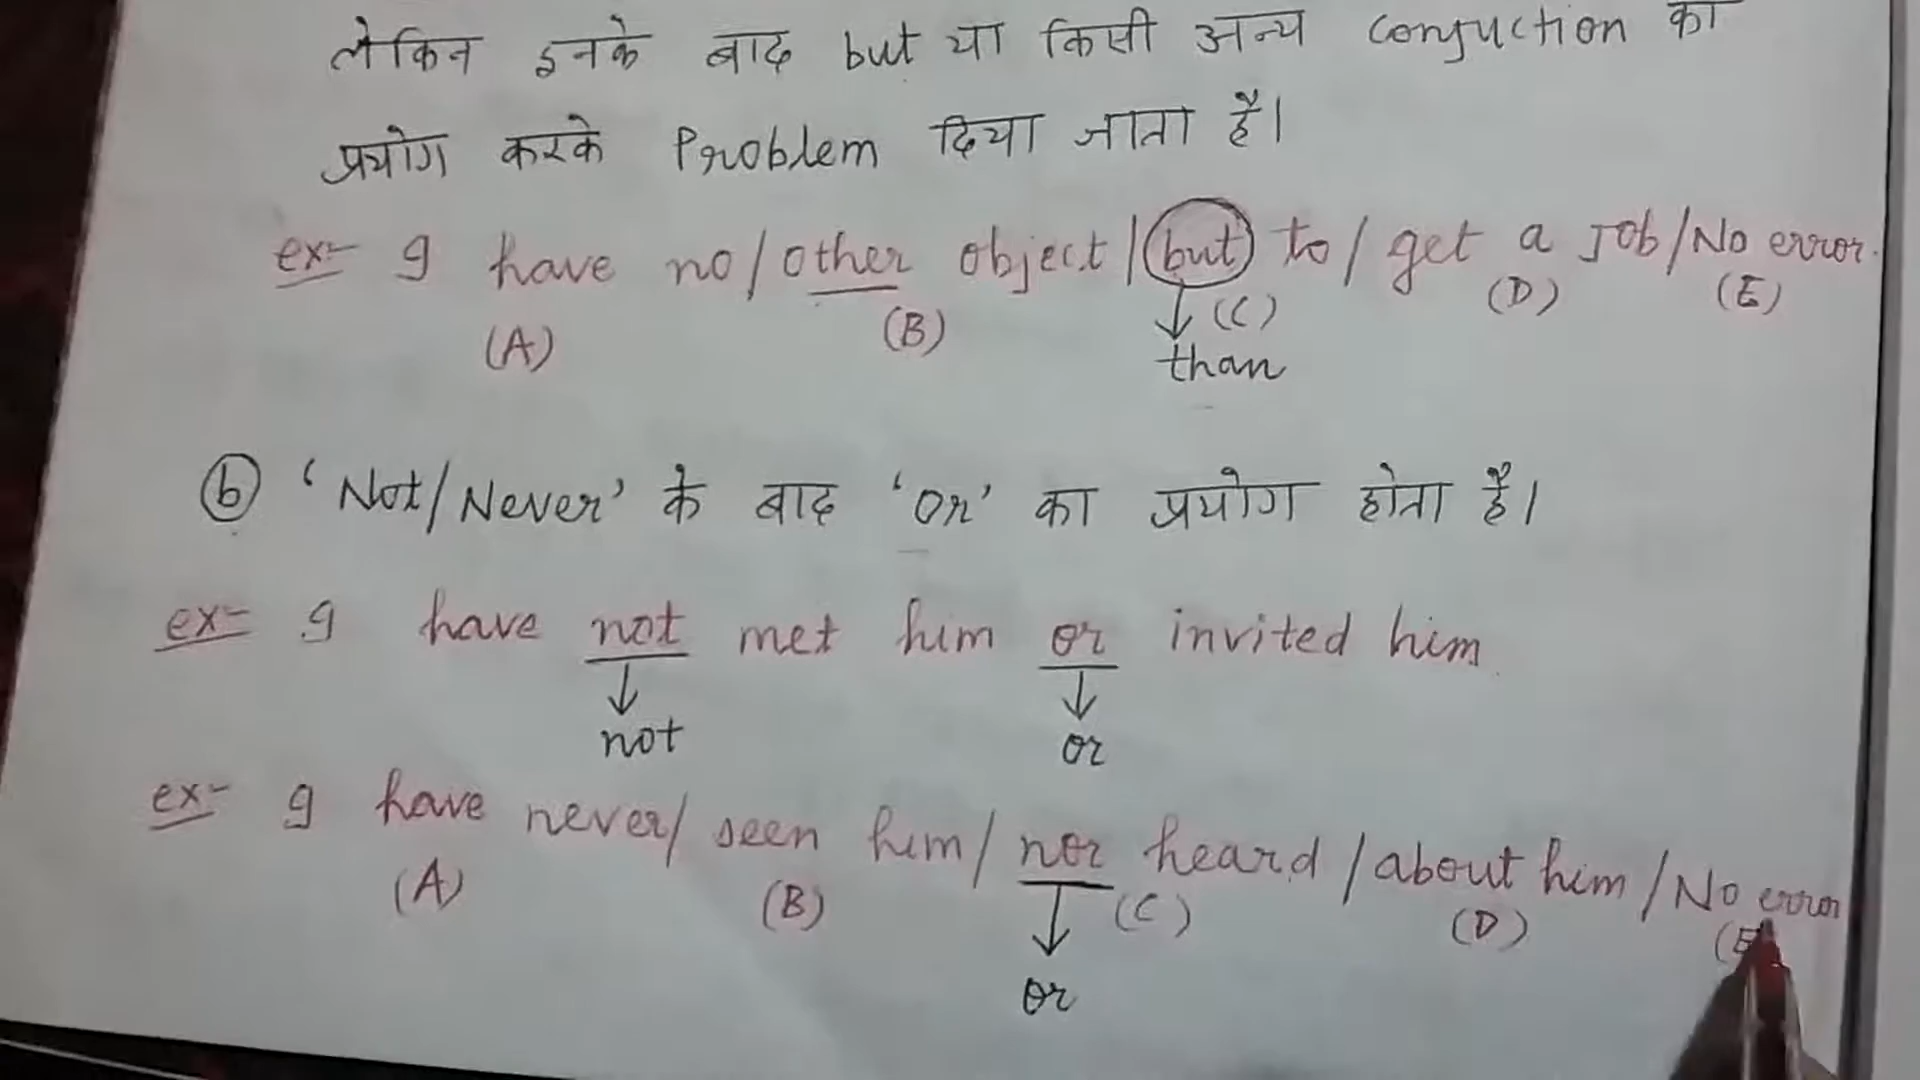 लेकिन इनके बाद but या किसी अन्य Conjuction का
प्रयोग करके Problem दिया जाता है।
ex- I have no/other object/but to/get a Job/No error.
(A) (B) (C) (D) (E)
than
(b) 'Not/Never' के बाद 'Or' का प्रयोग होता है।
ex- I have not met him or invited him
not or
ex- I have never/seen him/nor heard/about him/No error
(A) (B) (C) (D) (E)
or